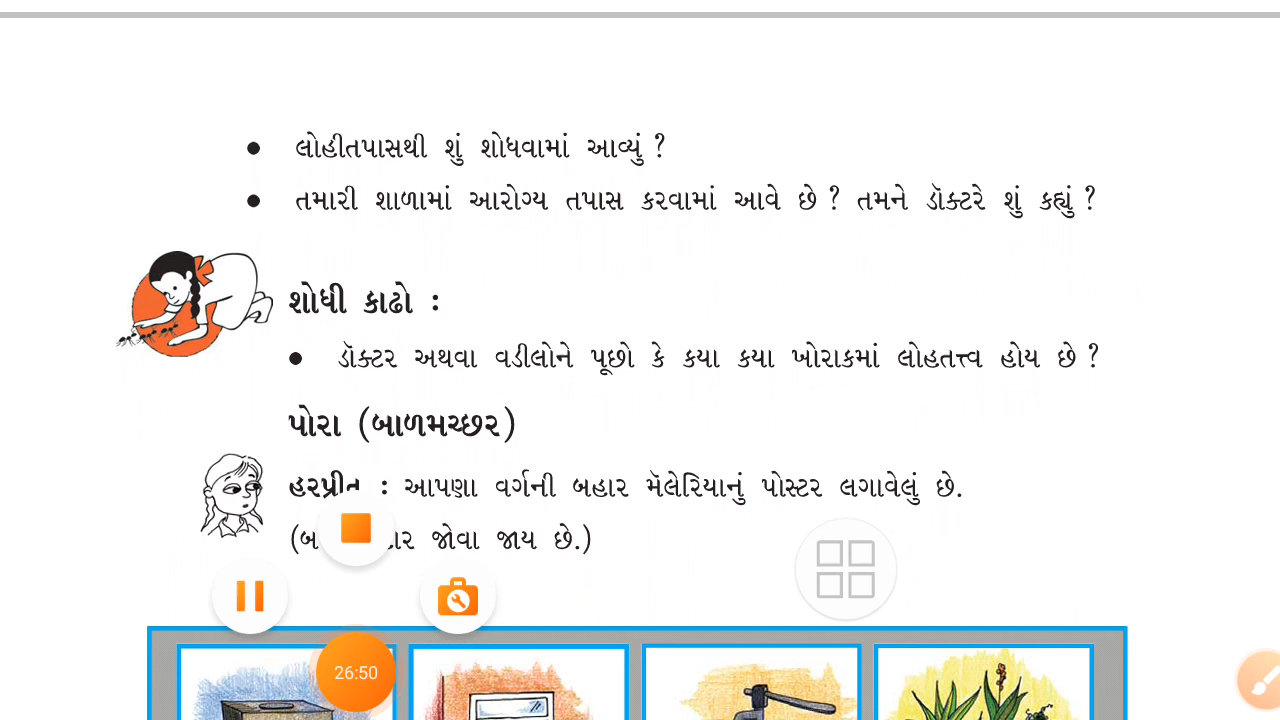 ● લોહીતપાસથી શું શોધવામાં આવ્યું ?
● તમારી શાળામાં આરોગ્ય તપાસ કરવામાં આવે છે ? તમને ડૉક્ટરે શું કહ્યું ?
શોધી કાઢો :
● ડૉક્ટર અથવા વડીલોને પૂછો કે કયા કયા ખોરાકમાં લોહતત્ત્વ હોય છે ?
પોરા (બાળમચ્છર)
હરપ્રીત : આપણા વર્ગની બહાર મૅલેરિયાનું પોસ્ટર લગાવેલું છે.
જોવા જાય છે.)
26:50